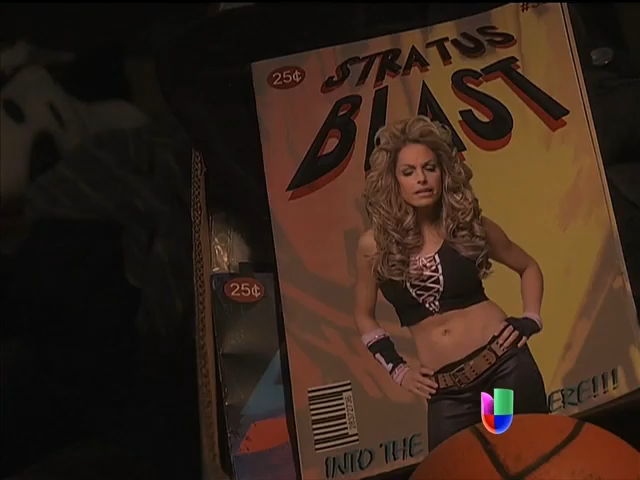 25¢
STRATUS
BLAST
25¢
INTO THE
ERE!!!